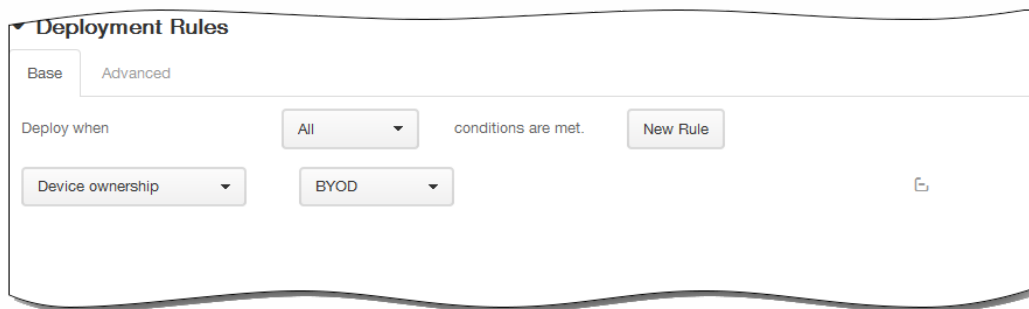 Deployment Rules
Base Advanced
Deploy when All conditions are met. New Rule
Device ownership BYOD